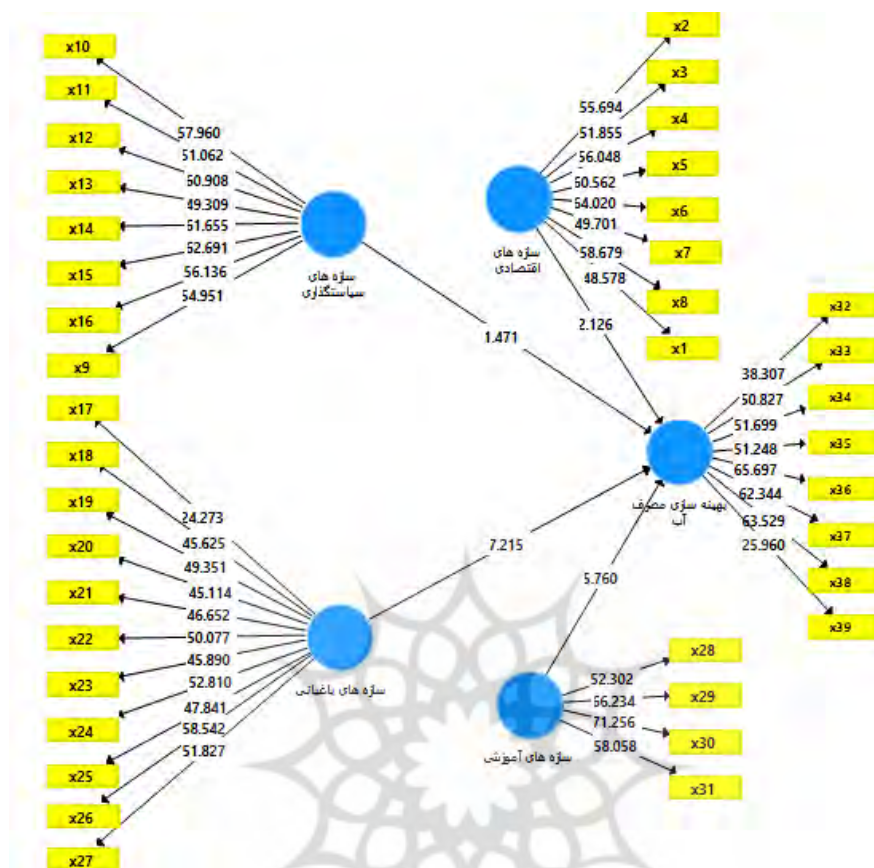 x10
x11
x12
x13
x14
x15
x16
x9
57.960
51.062
50.908
49.309
51.655
52.691
56.136
54.951
سازه های
سیاستگذاری
x2
x3
x4
x5
x6
x7
x8
x1
55.694
51.855
56.048
50.562
54.020
49.701
58.679
48.578
سازه های
اقتصادی
1.471
2.126
x32
x33
x34
x35
x36
x37
x38
x39
38.307
50.827
51.699
51.248
65.697
62.344
63.529
25.960
بهینه سازی مصرف
آب
x17
x18
x19
x20
x21
x22
x23
x24
x25
x26
x27
24.273
45.625
49.351
45.114
46.652
50.077
45.890
52.810
47.841
58.542
51.827
سازه های باغبانی
7.215
5.760
x28
x29
x30
x31
52.302
66.234
71.256
58.058
سازه های آموزشی